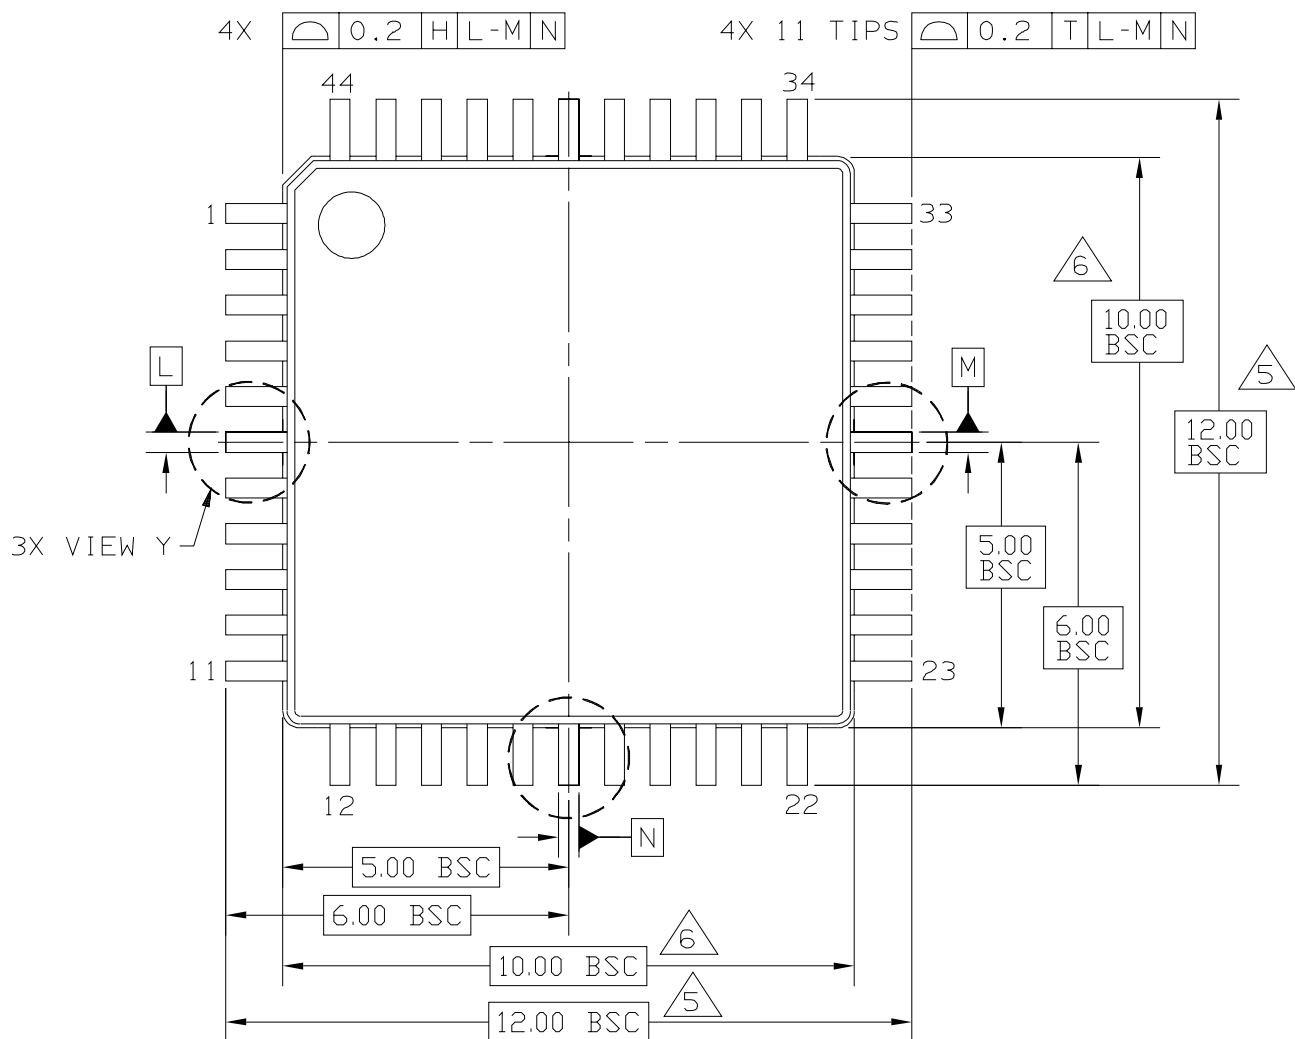 4X 0.2 H L-M N
4X 11 TIPS 0.2 T L-M N
44
34
1
33
6
10.00
BSC
L
M
5
12.00
BSC
3X VIEW Y
5.00
BSC
6.00
BSC
11
23
12
22
N
5.00 BSC
6.00 BSC
6
10.00 BSC
5
12.00 BSC